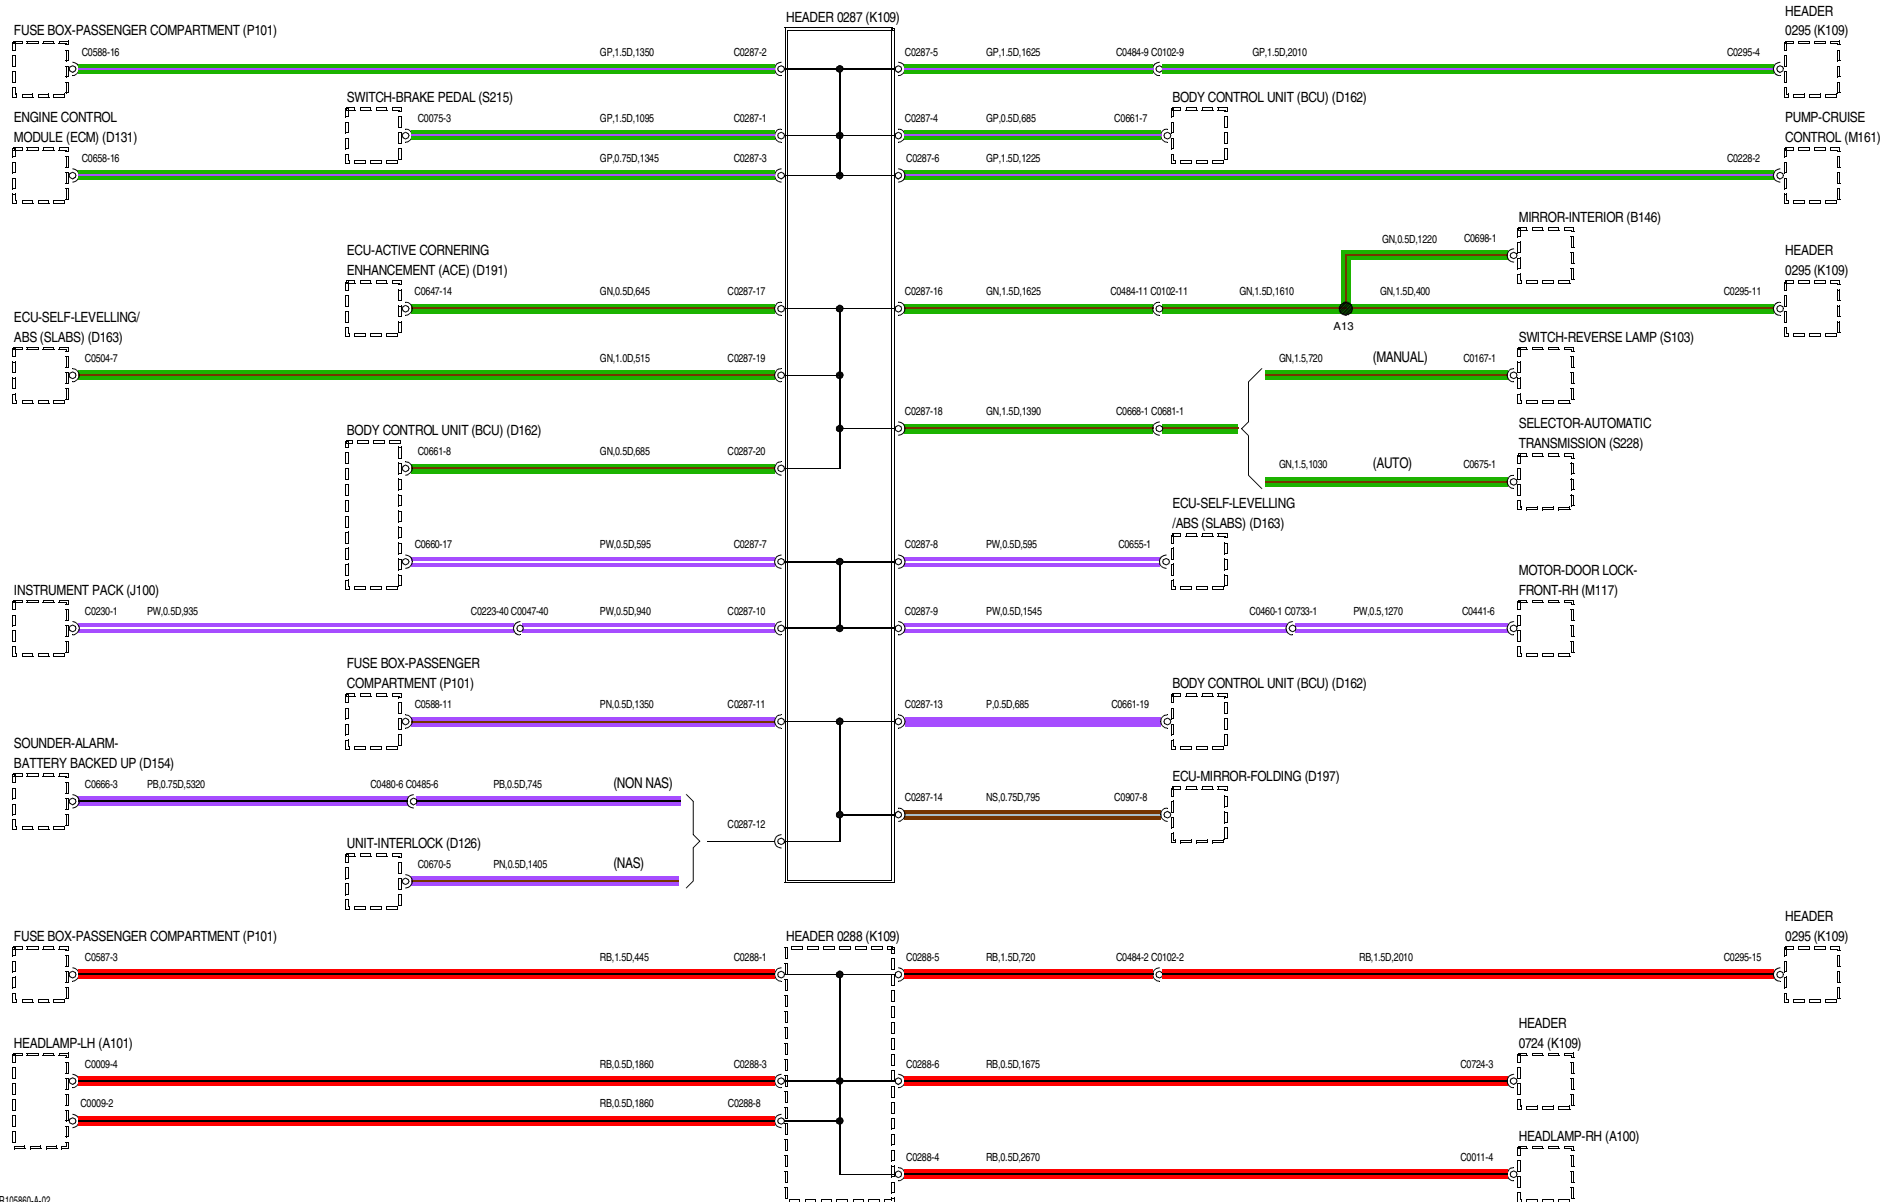 HEADER 0287 (K109)
HEADER
0295 (K109)
FUSE BOX-PASSENGER COMPARTMENT (P101)
C0588-16 GP,1.5D,1350 C0287-2 C0287-5 GP,1.5D,1625 C0484-9 C0102-9 GP,1.5D,2010 C0295-4
SWITCH-BRAKE PEDAL (S215)
BODY CONTROL UNIT (BCU) (D162)
ENGINE CONTROL
MODULE (ECM) (D131)
PUMP-CRUISE
CONTROL (M161)
C0075-3 GP,1.5D,1095 C0287-1 C0287-4 GP,0.5D,685 C0661-7
C0658-16 GP,0.75D,1345 C0287-3 C0287-6 GP,1.5D,1225 C0228-2
MIRROR-INTERIOR (B146)
GN,0.5D,1220 C0698-1
ECU-ACTIVE CORNERING
ENHANCEMENT (ACE) (D191)
HEADER
0295 (K109)
C0647-14 GN,0.5D,645 C0287-17 C0287-16 GN,1.5D,1625 C0484-11 C0102-11 GN,1.5D,1610 GN,1.5D,400 C0295-11
A13
ECU-SELF-LEVELLING/
ABS (SLABS) (D163)
SWITCH-REVERSE LAMP (S103)
C0504-7 GN,1.0D,515 C0287-19 GN,1.5,720 (MANUAL) C0167-1
C0287-18 GN,1.5D,1390 C0668-1 C0681-1
SELECTOR-AUTOMATIC
TRANSMISSION (S228)
BODY CONTROL UNIT (BCU) (D162)
C0661-8 GN,0.5D,685 C0287-20 GN,1.5,1030 (AUTO) C0675-1
ECU-SELF-LEVELLING
/ABS (SLABS) (D163)
C0660-17 PW,0.5D,595 C0287-7 C0287-8 PW,0.5D,595 C0655-1
INSTRUMENT PACK (J100)
MOTOR-DOOR LOCK-
FRONT-RH (M117)
C0230-1 PW,0.5D,935 C0223-40 C0047-40 PW,0.5D,940 C0287-10 C0287-9 PW,0.5D,1545 C0460-1 C0733-1 PW,0.5,1270 C0441-6
FUSE BOX-PASSENGER
COMPARTMENT (P101)
BODY CONTROL UNIT (BCU) (D162)
C0588-11 PN,0.5D,1350 C0287-11 C0287-13 P,0.5D,685 C0661-19
SOUNDER-ALARM-
BATTERY BACKED UP (D154)
ECU-MIRROR-FOLDING (D197)
C0666-3 PB,0.75D,5320 C0480-6 C0485-6 PB,0.5D,745 (NON NAS)
C0287-14 NS,0.75D,795 C0907-8
C0287-12
UNIT-INTERLOCK (D126)
C0670-5 PN,0.5D,1405 (NAS)
HEADER
0295 (K109)
FUSE BOX-PASSENGER COMPARTMENT (P101)
HEADER 0288 (K109)
C0587-3 RB,1.5D,445 C0288-1 C0288-5 RB,1.5D,720 C0484-2 C0102-2 RB,1.5D,2010 C0295-15
HEADLAMP-LH (A101)
HEADER
0724 (K109)
C0009-4 RB,0.5D,1860 C0288-3 C0288-6 RB,0.5D,1675 C0724-3
C0009-2 RB,0.5D,1860 C0288-8
HEADLAMP-RH (A100)
C0288-4 RB,0.5D,2670 C0011-4
R105860-A-02